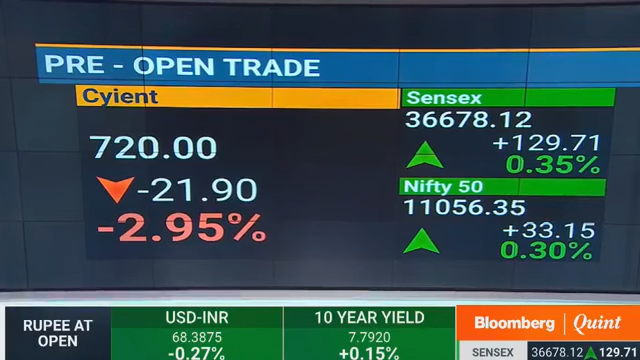 PRE - OPEN TRADE
Cyient
720.00
-21.90
-2.95%
Sensex
36678.12
+129.71
0.35%
Nifty 50
11056.35
+33.15
0.30%
RUPEE AT
OPEN
USD-INR
68.3875
-0.27%
10 YEAR YIELD
7.7920
+0.15%
Bloomberg | Quint
SENSEX 36678.12 129.71